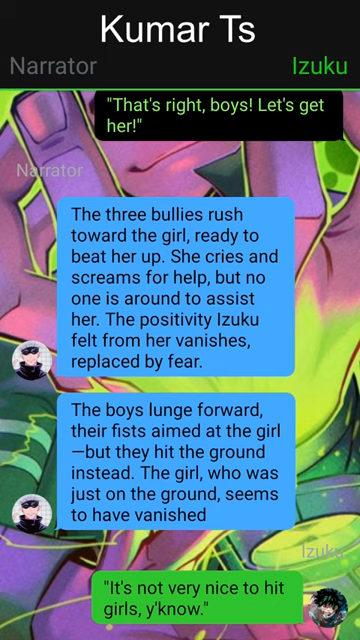 Kumar Ts
Narrator
Izuku
"That's right, boys! Let's get
her!"
Narrator
The three bullies rush
toward the girl, ready to
beat her up. She cries and
screams for help, but no
one is around to assist
her. The positivity Izuku
felt from her vanishes,
replaced by fear.
The boys lunge forward,
their fists aimed at the girl
—but they hit the ground
instead. The girl, who was
just on the ground, seems
to have vanished
Izuku
"It's not very nice to hit
girls, y'know."